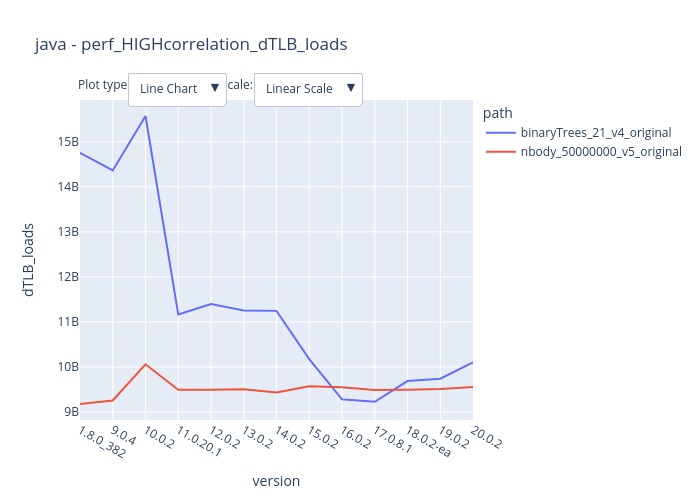 java - perf_HIGHcorrelation_dTLB_loads
Plot type
Line Chart ▼
cale:
Linear Scale ▼
path
binaryTrees_21_v4_original
nbody_50000000_v5_original
dTLB_loads
15B
14B
13B
12B
11B
10B
9B
1.8.0_382
9.0.4
10.0.2
11.0.20.1
12.0.2
13.0.2
14.0.2
15.0.2
16.0.2
17.0.8.1
18.0.2-ea
19.0.2
20.0.2
version